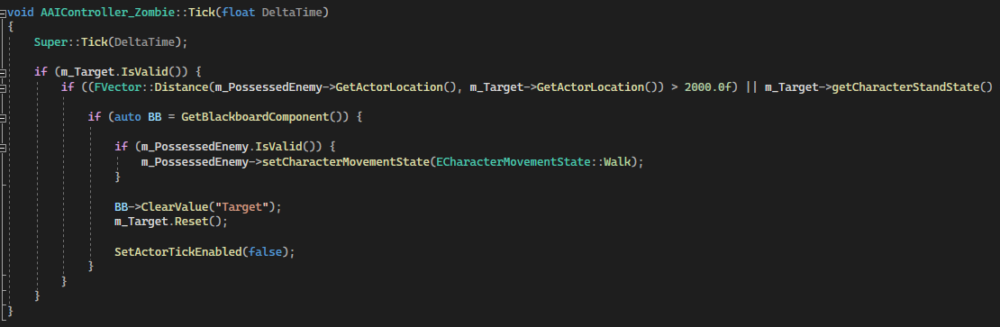 void AAIController_Zombie::Tick(float DeltaTime)
{
    Super::Tick(DeltaTime);
    if (m_Target.IsValid()) {
        if ((FVector::Distance(m_PossessedEnemy->GetActorLocation(), m_Target->GetActorLocation()) > 2000.0f) || m_Target->getCharacterStandState()
            if (auto BB = GetBlackboardComponent()) {
                if (m_PossessedEnemy.IsValid()) {
                    m_PossessedEnemy->setCharacterMovementState(ECharacterMovementState::Walk);
                }
                BB->ClearValue("Target");
                m_Target.Reset();
                SetActorTickEnabled(false);
            }
        }
    }
}